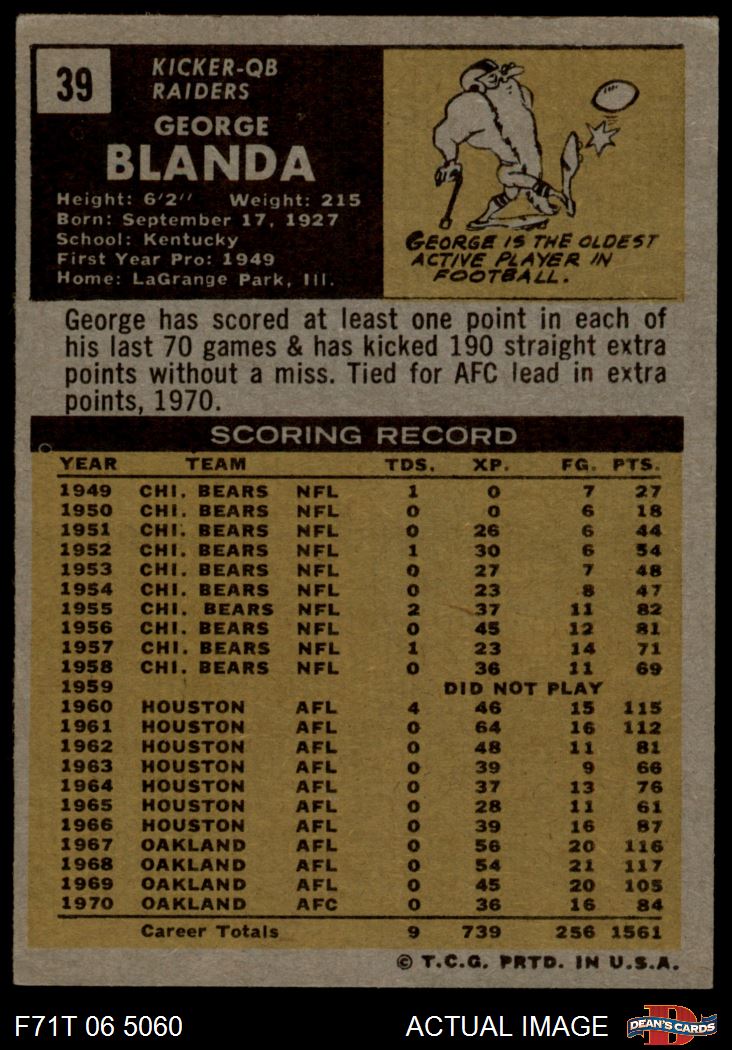 39
KICKER-QB
RAIDERS
GEORGE
BLANDA
Height: 6'2" Weight: 215
Born: September 17, 1927
School: Kentucky
First Year Pro: 1949
Home: LaGrange Park, Ill.
GEORGE IS THE OLDEST
ACTIVE PLAYER IN
FOOTBALL.
George has scored at least one point in each of
his last 70 games & has kicked 190 straight extra
points without a miss. Tied for AFC lead in extra
points, 1970.
SCORING RECORD
YEAR TEAM TDS. XP. FG. PTS.
1949 CHI. BEARS NFL 1 0 7 27
1950 CHI. BEARS NFL 0 0 6 18
1951 CHI. BEARS NFL 0 26 6 44
1952 CHI. BEARS NFL 1 30 6 54
1953 CHI. BEARS NFL 0 27 7 48
1954 CHI. BEARS NFL 0 23 8 47
1955 CHI. BEARS NFL 2 37 11 82
1956 CHI. BEARS NFL 0 45 12 81
1957 CHI. BEARS NFL 1 23 14 71
1958 CHI. BEARS NFL 0 36 11 69
1959 DID NOT PLAY
1960 HOUSTON AFL 4 46 15 115
1961 HOUSTON AFL 0 64 16 112
1962 HOUSTON AFL 0 48 11 81
1963 HOUSTON AFL 0 39 9 66
1964 HOUSTON AFL 0 37 13 76
1965 HOUSTON AFL 0 28 11 61
1966 HOUSTON AFL 0 39 16 87
1967 OAKLAND AFL 0 56 20 116
1968 OAKLAND AFL 0 54 21 117
1969 OAKLAND AFL 0 45 20 105
1970 OAKLAND AFC 0 36 16 84
Career Totals 9 739 256 1561
© T.C.G. PRTD. IN U.S.A.
F71T 06 5060 ACTUAL IMAGE
D
DEAN'S CARDS